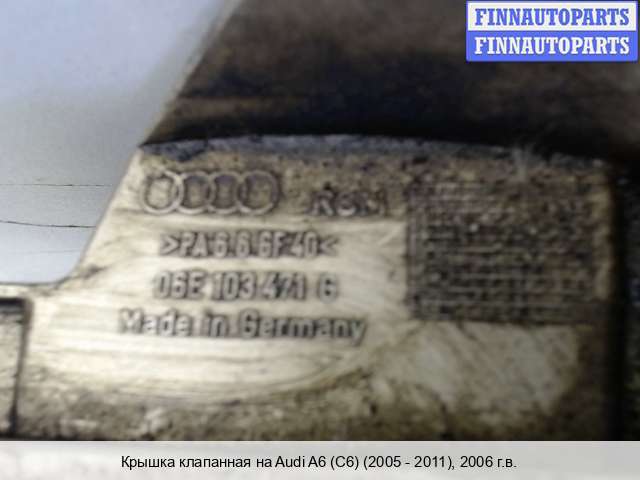 FINNAUTOPARTS
FINNAUTOPARTS
>PA 6.6.6F40<
06E 103 471 G
Made in Germany
Крышка клапанная на Audi A6 (C6) (2005 - 2011), 2006 г.в.